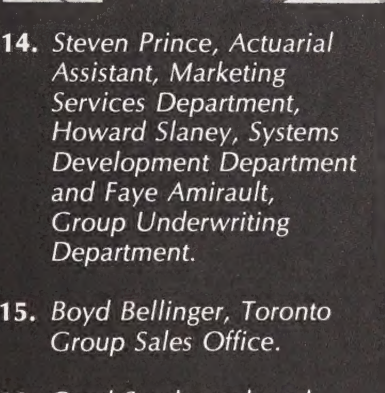 14. Steven Prince, Actuarial
Assistant, Marketing
Services Department,
Howard Slaney, Systems
Development Department
and Faye Amirault,
Group Underwriting
Department.
15. Boyd Bellinger, Toronto
Group Sales Office.